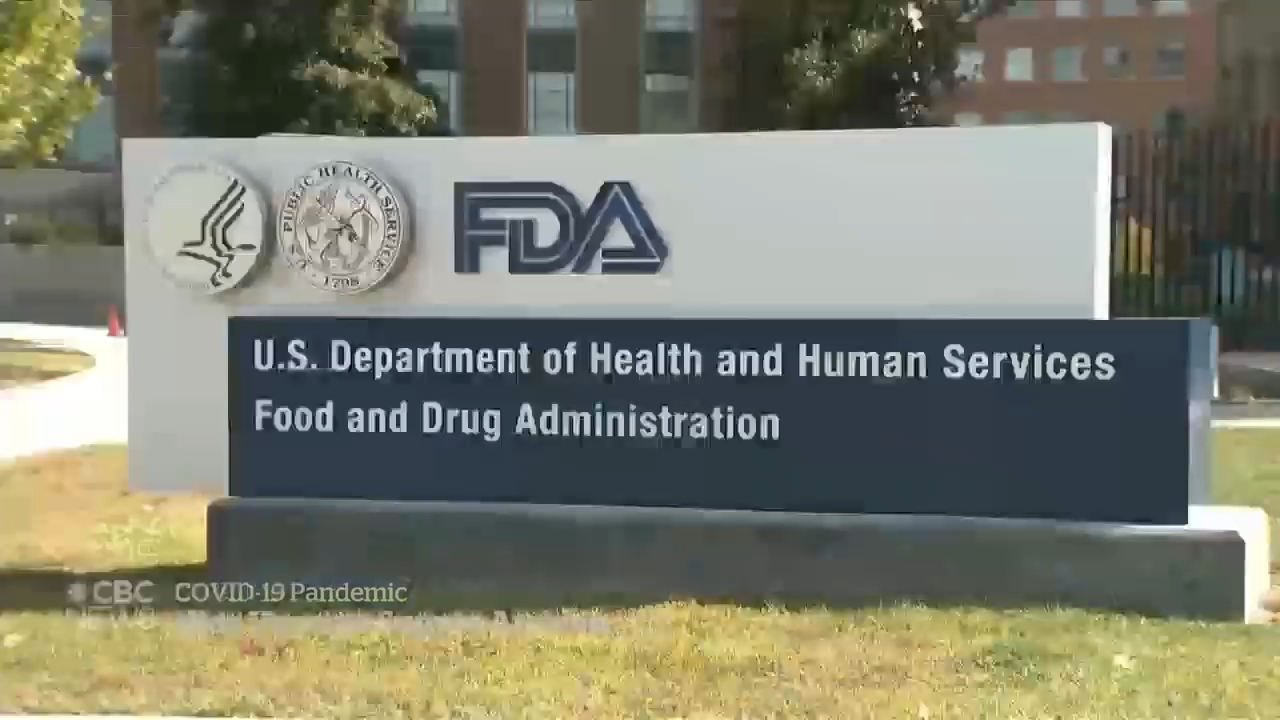 U.S. PUBLIC HEALTH SERVICE
1798
FDA
U.S. Department of Health and Human Services
Food and Drug Administration
CBC COVID-19 Pandemic
NEWS